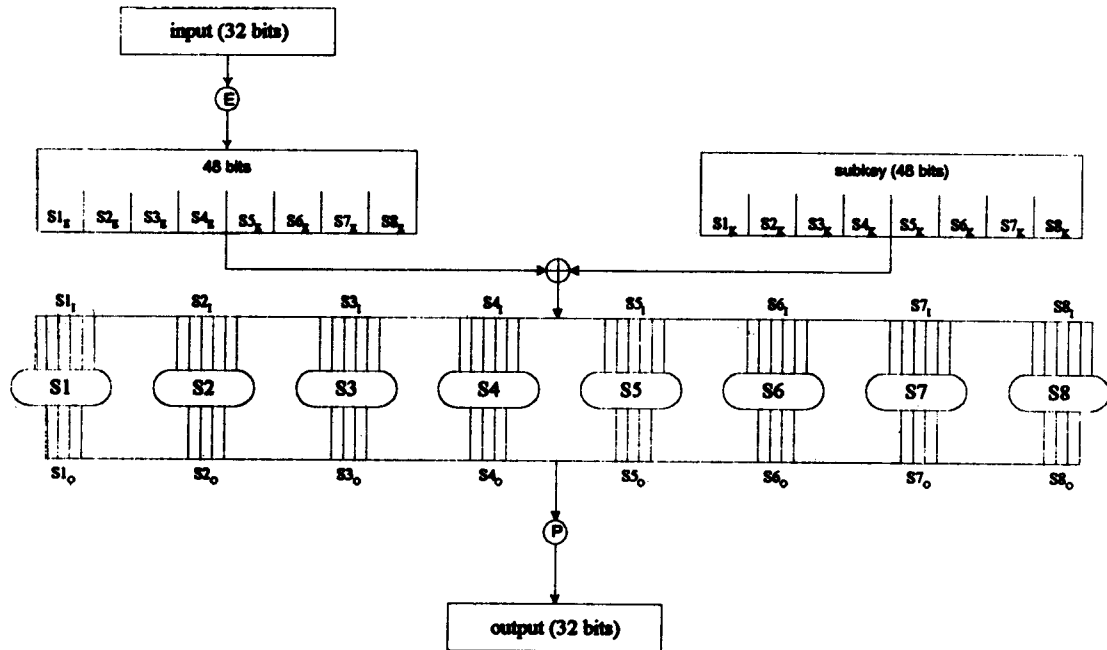 input (32 bits)
E
48 bits
S1E S2E S3E S4E S5E S6E S7E S8E
subkey (48 bits)
S1K S2K S3K S4K S5K S6K S7K S8K
S1I S2I S3I S4I S5I S6I S7I S8I
S1 S2 S3 S4 S5 S6 S7 S8
S1O S2O S3O S4O S5O S6O S7O S8O
P
output (32 bits)